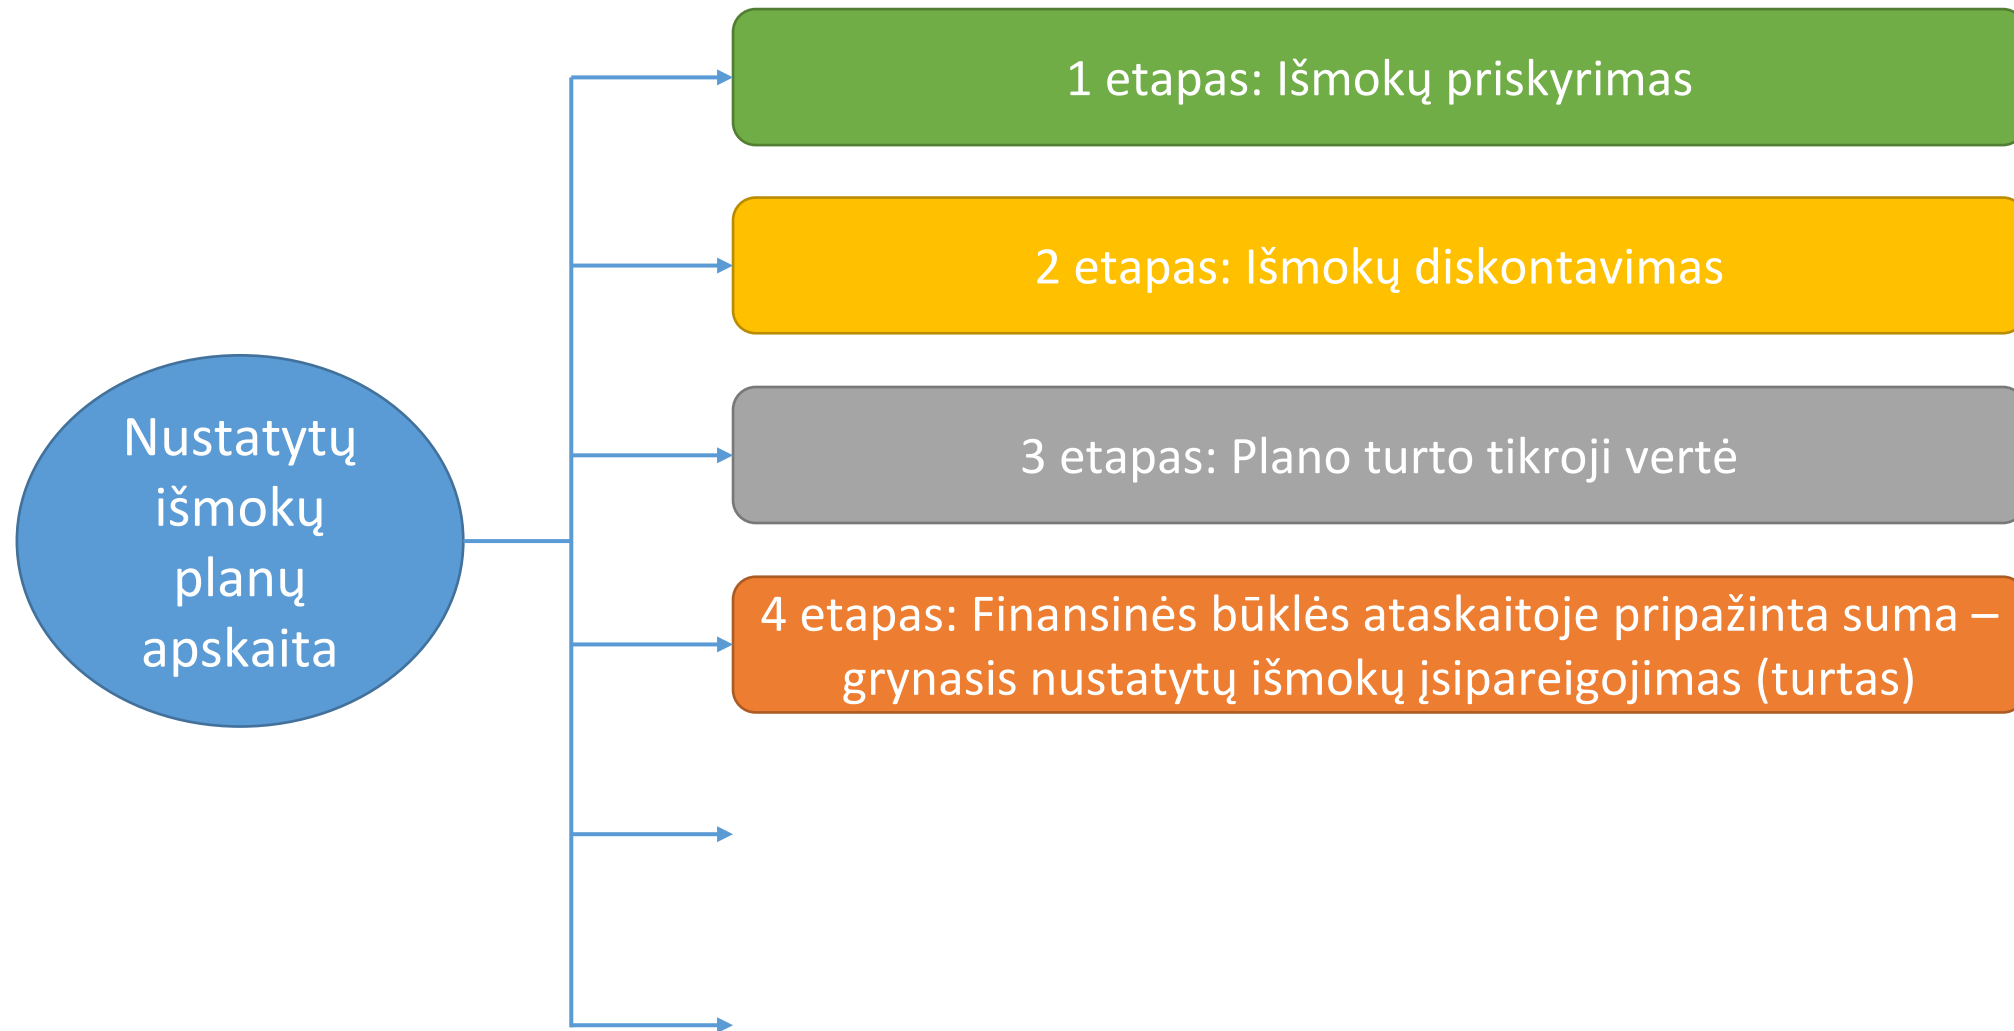 1 etapas: Išmokų priskyrimas
2 etapas: Išmokų diskontavimas
3 etapas: Plano turto tikroji vertė
4 etapas: Finansinės būklės ataskaitoje pripažinta suma –
grynasis nustatytų išmokų įsipareigojimas (turtas)
Nustatytų
išmokų
planų
apskaita